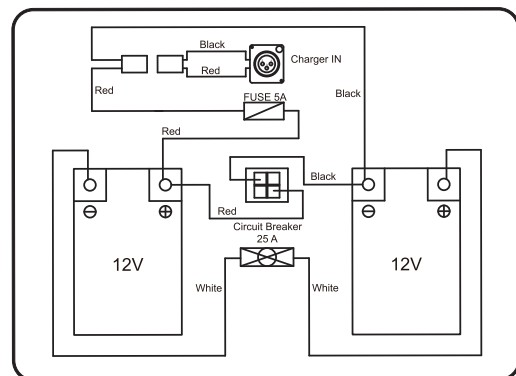 Black
Charger IN
Red
Red
FUSE 5A
Black
Red
Black
⊖ ⊕
Red
⊖ ⊕
Circuit Breaker
25 A
12V
12V
White
White